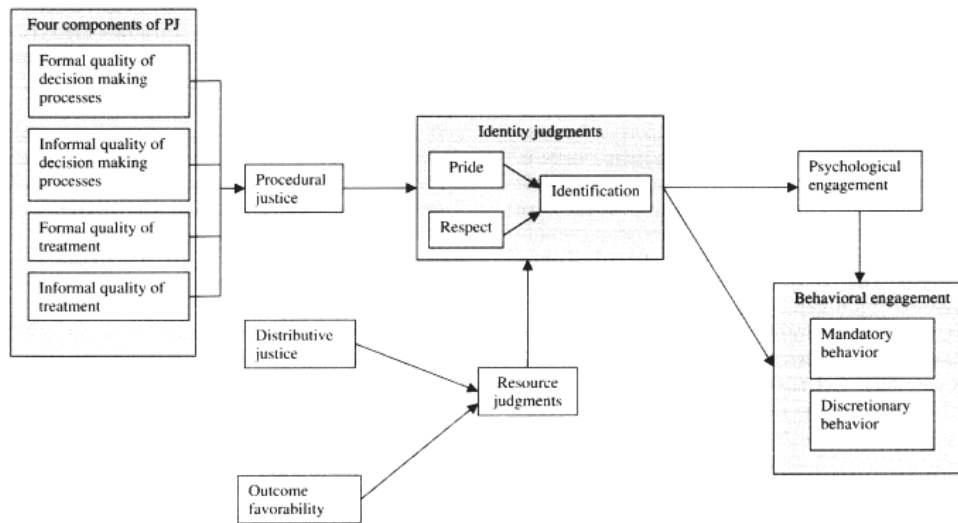 Four components of PJ
Formal quality of
decision making
processes
Informal quality of
decision making
processes
Formal quality of
treatment
Informal quality of
treatment
Procedural
justice
Identity judgments
Pride
Respect
Identification
Distributive
justice
Resource
judgments
Outcome
favorability
Psychological
engagement
Behavioral engagement
Mandatory
behavior
Discretionary
behavior